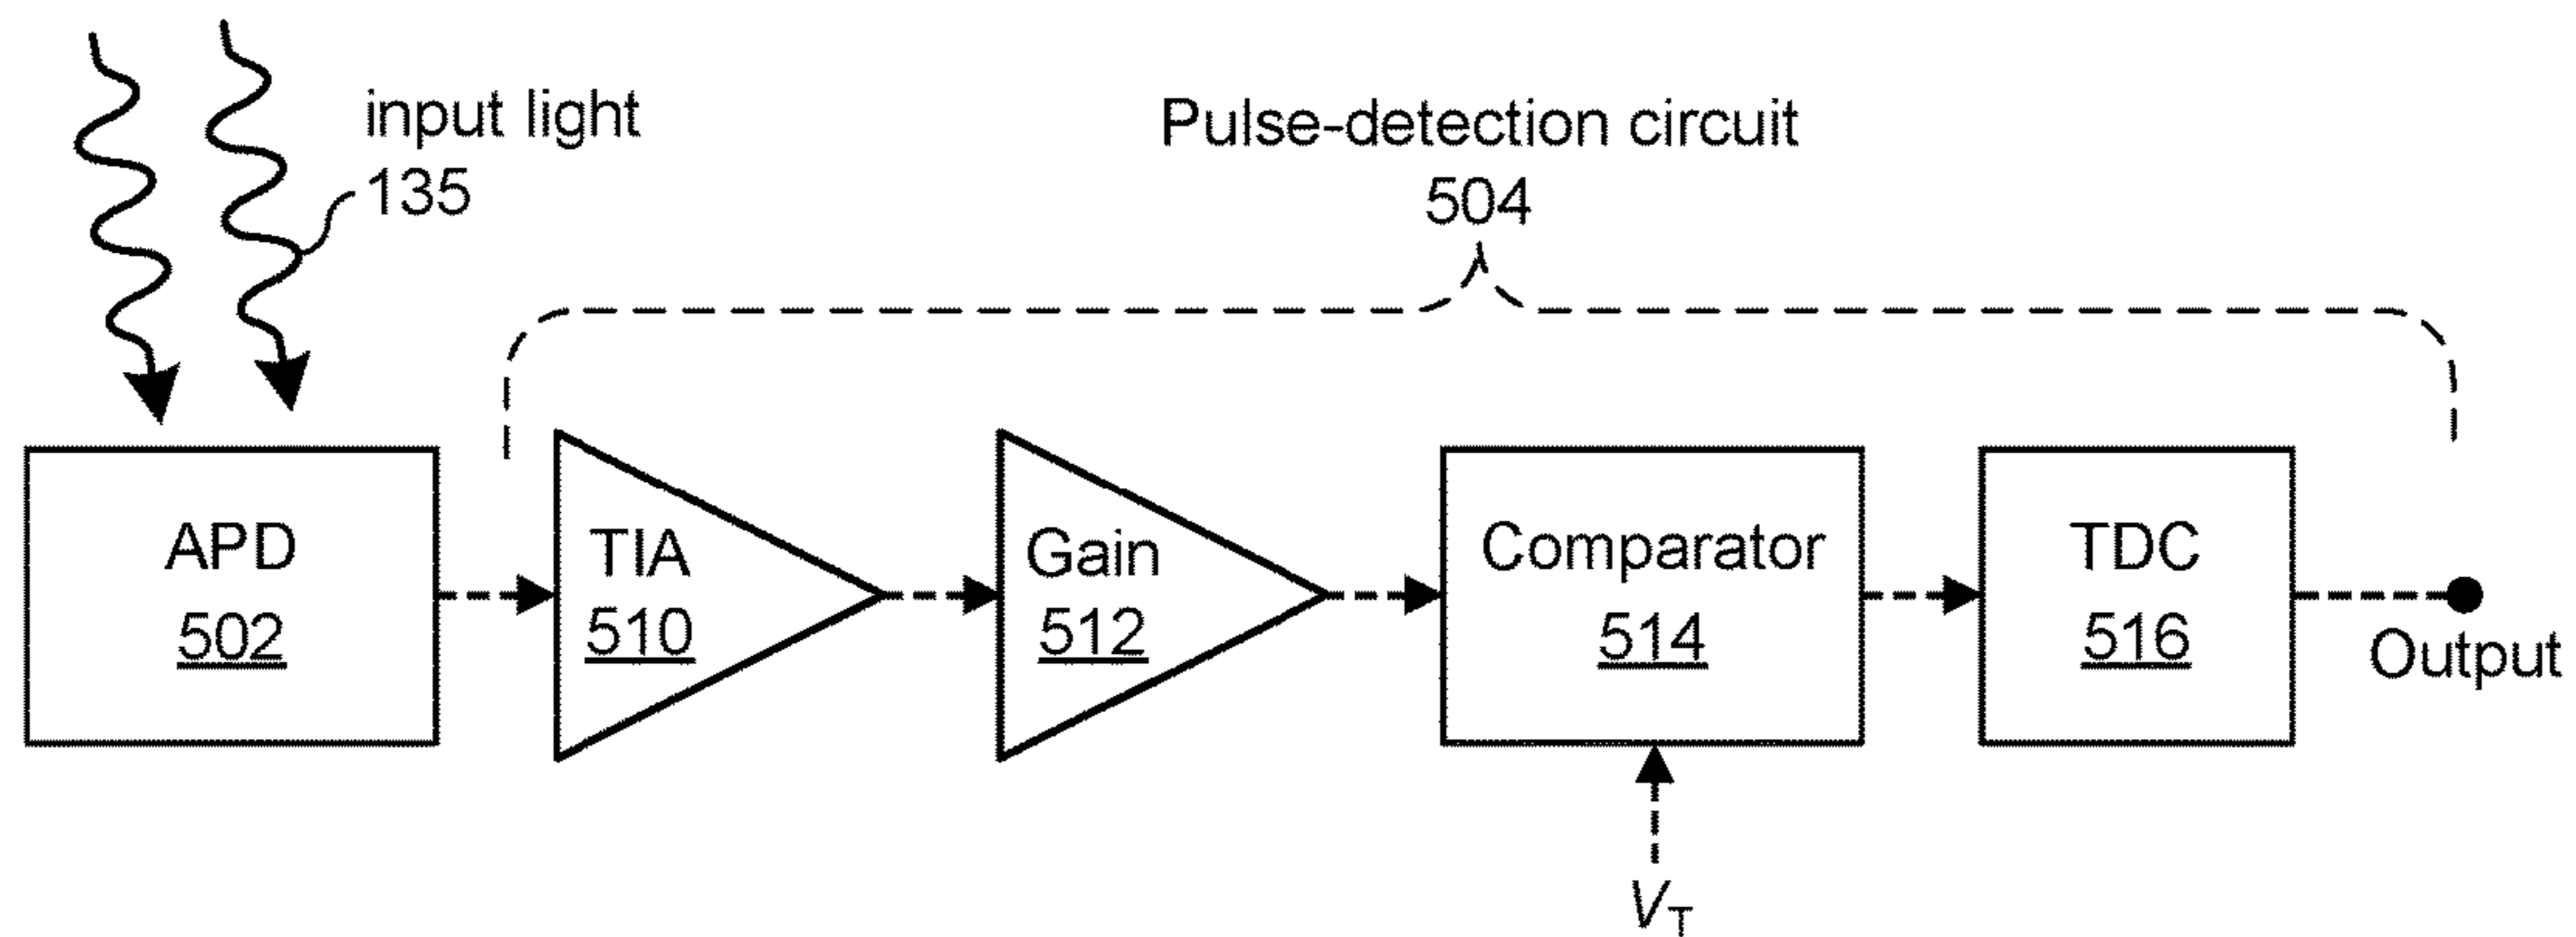 input light
135
Pulse-detection circuit
504
APD
502
TIA
510
Gain
512
Comparator
514
TDC
516
Output
VT